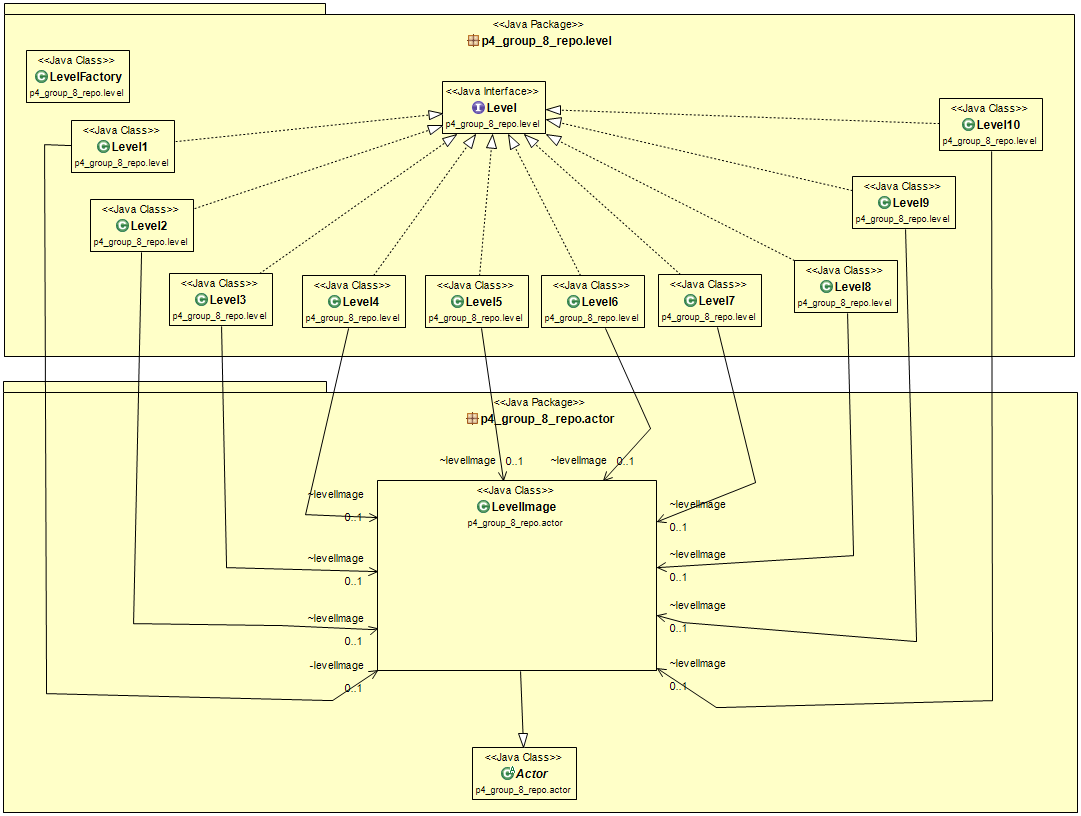 <<Java Package>>
p4_group_8_repo.level
<<Java Class>>
LevelFactory
p4_group_8_repo.level
<<Java Interface>>
Level
p4_group_8_repo.level
<<Java Class>>
Level1
p4_group_8_repo.level
<<Java Class>>
Level10
p4_group_8_repo.level
<<Java Class>>
Level2
p4_group_8_repo.level
<<Java Class>>
Level9
p4_group_8_repo.level
<<Java Class>>
Level3
p4_group_8_repo.level
<<Java Class>>
Level4
p4_group_8_repo.level
<<Java Class>>
Level5
p4_group_8_repo.level
<<Java Class>>
Level6
p4_group_8_repo.level
<<Java Class>>
Level7
p4_group_8_repo.level
<<Java Class>>
Level8
p4_group_8_repo.level
<<Java Package>>
p4_group_8_repo.actor
~levelImage 0..1
~levelImage 0..1
<<Java Class>>
LevelImage
p4_group_8_repo.actor
~levelImage
0..1
~levelImage
0..1
~levelImage
0..1
-levelImage
0..1
~levelImage
0..1
~levelImage
0..1
~levelImage
0..1
~levelImage
0..1
<<Java Class>>
Actor
p4_group_8_repo.actor